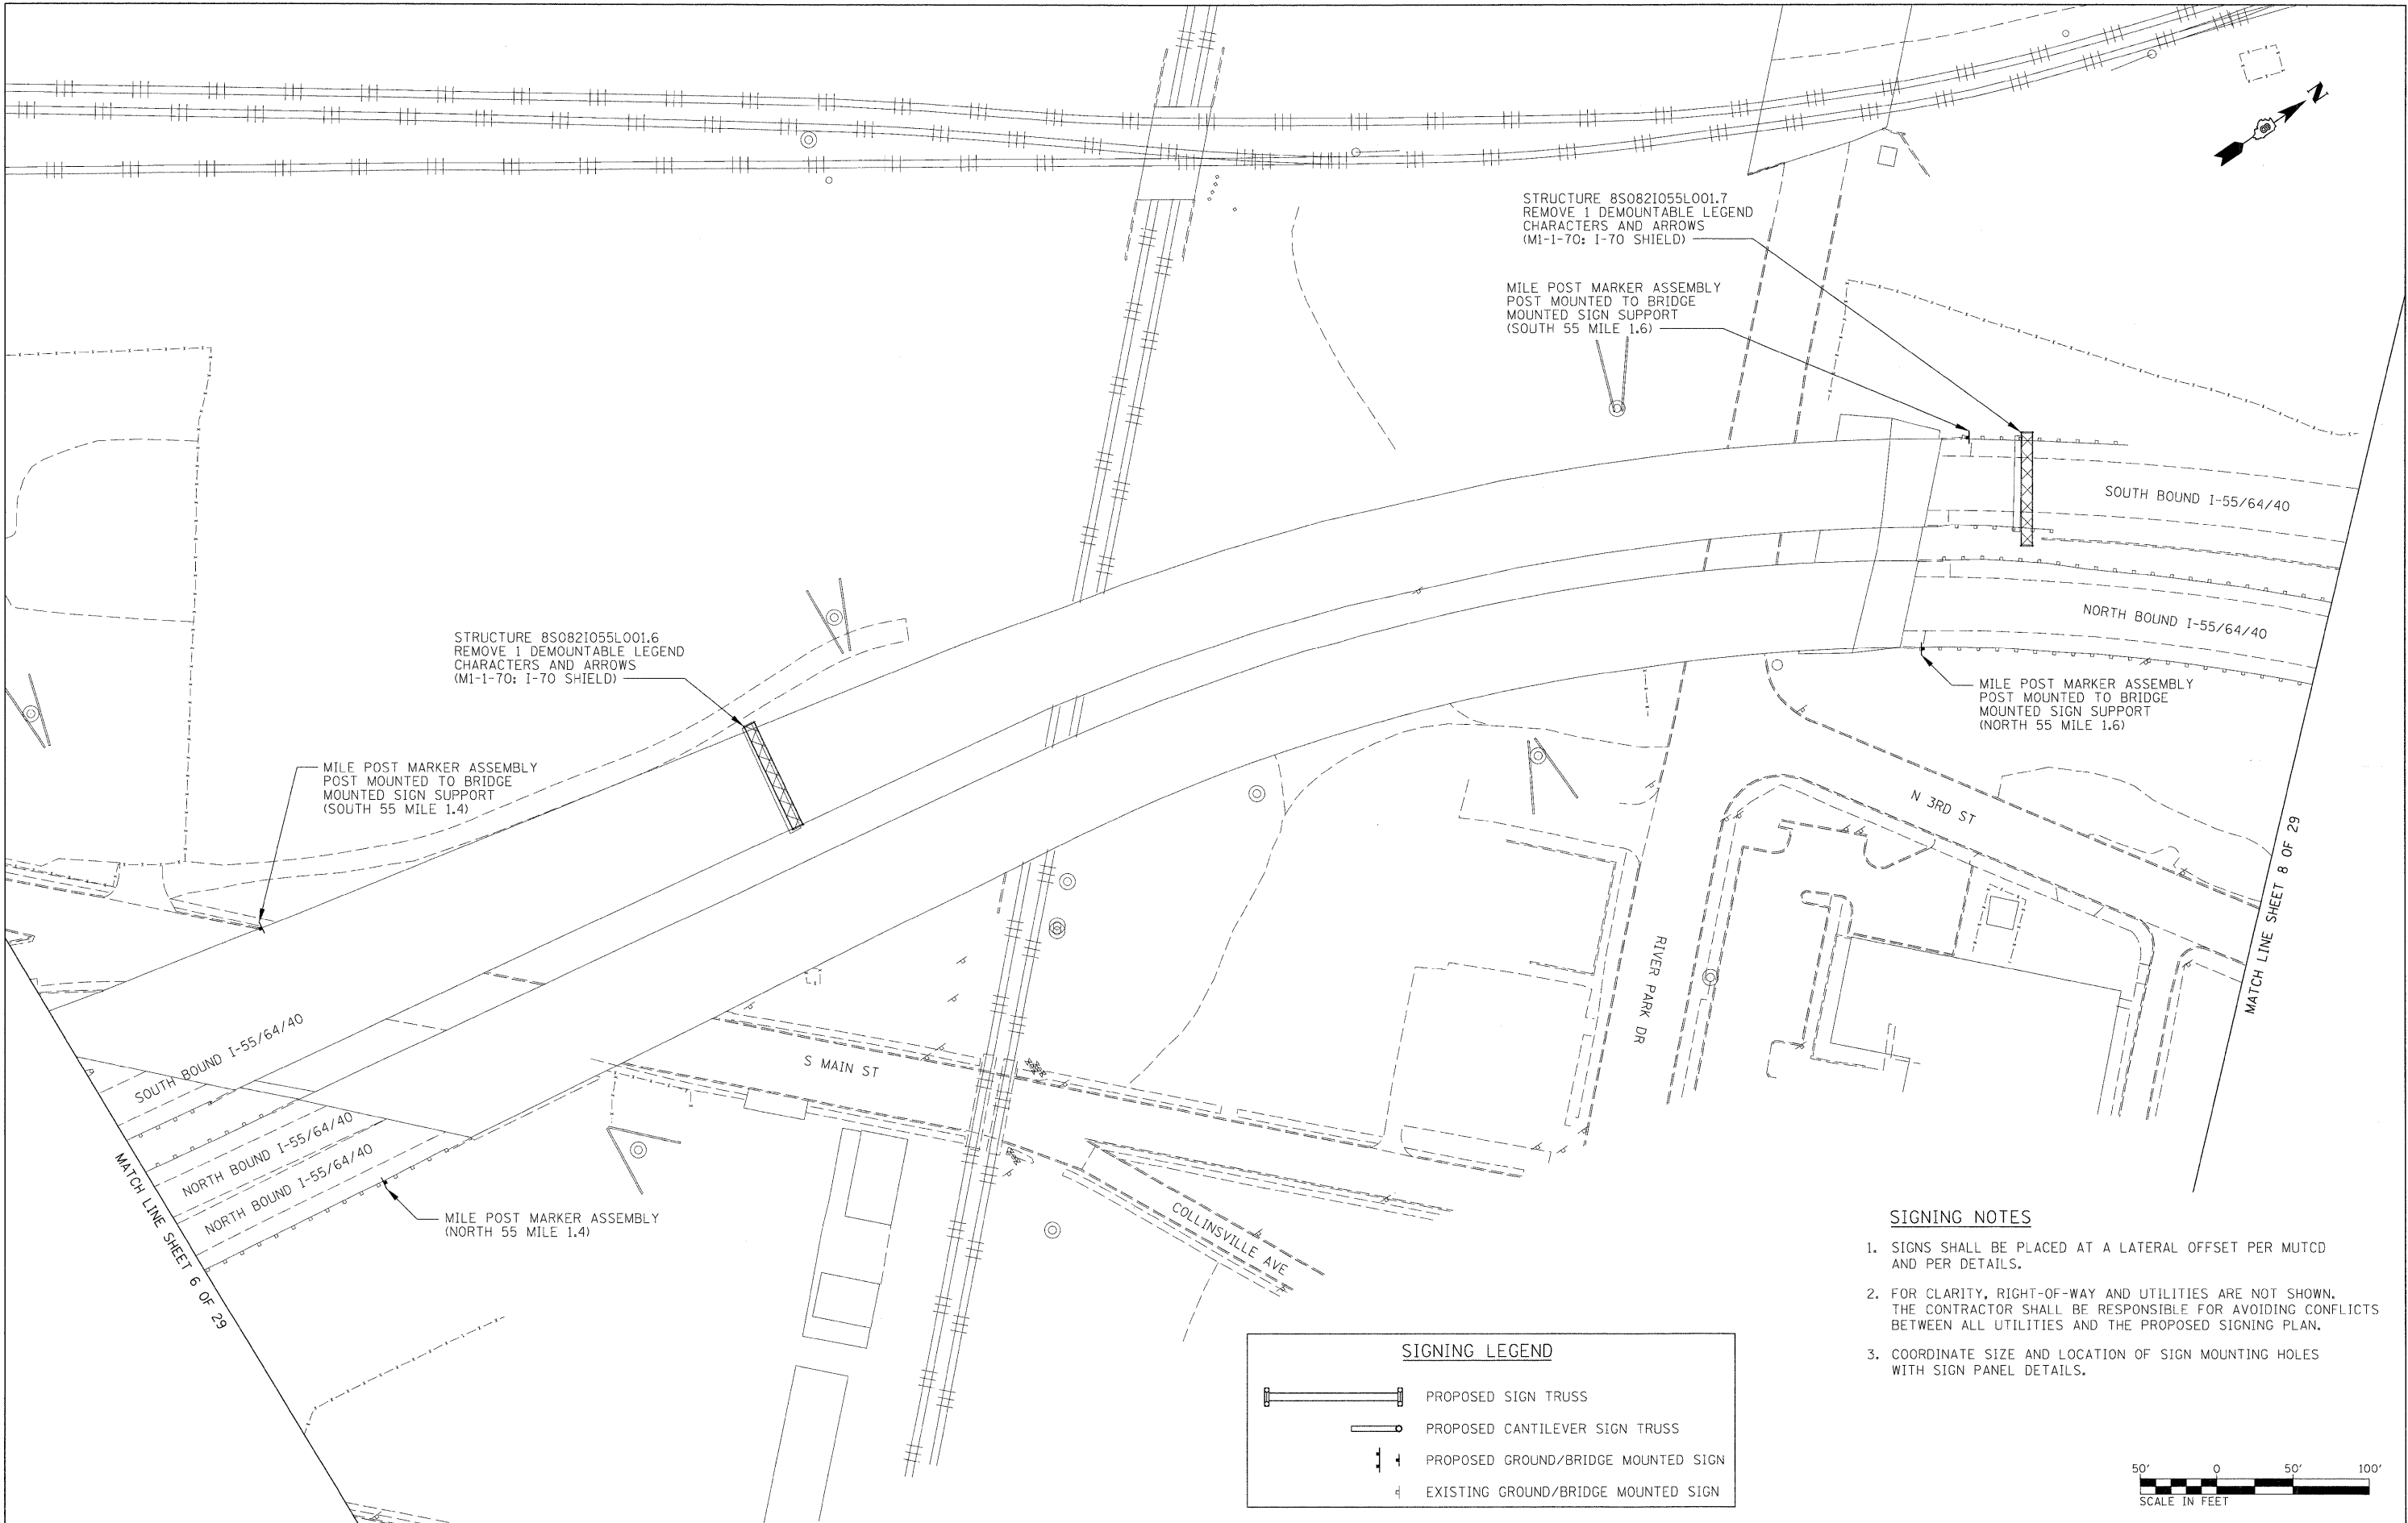 N
STRUCTURE 8S082I055L001.7
REMOVE 1 DEMOUNTABLE LEGEND
CHARACTERS AND ARROWS
(M1-1-70: I-70 SHIELD)
MILE POST MARKER ASSEMBLY
POST MOUNTED TO BRIDGE
MOUNTED SIGN SUPPORT
(SOUTH 55 MILE 1.6)
SOUTH BOUND I-55/64/40
NORTH BOUND I-55/64/40
STRUCTURE 8S082I055L001.6
REMOVE 1 DEMOUNTABLE LEGEND
CHARACTERS AND ARROWS
(M1-1-70: I-70 SHIELD)
MILE POST MARKER ASSEMBLY
POST MOUNTED TO BRIDGE
MOUNTED SIGN SUPPORT
(NORTH 55 MILE 1.6)
MILE POST MARKER ASSEMBLY
POST MOUNTED TO BRIDGE
MOUNTED SIGN SUPPORT
(SOUTH 55 MILE 1.4)
N 3RD ST
MATCH LINE SHEET 8 OF 29
RIVER PARK DR
SOUTH BOUND I-55/64/40
S MAIN ST
NORTH BOUND I-55/64/40
NORTH BOUND I-55/64/40
MATCH LINE SHEET 6 OF 29
MILE POST MARKER ASSEMBLY
(NORTH 55 MILE 1.4)
COLLINSVILLE AVE
SIGNING NOTES
1. SIGNS SHALL BE PLACED AT A LATERAL OFFSET PER MUTCD
AND PER DETAILS.
2. FOR CLARITY, RIGHT-OF-WAY AND UTILITIES ARE NOT SHOWN.
THE CONTRACTOR SHALL BE RESPONSIBLE FOR AVOIDING CONFLICTS
BETWEEN ALL UTILITIES AND THE PROPOSED SIGNING PLAN.
3. COORDINATE SIZE AND LOCATION OF SIGN MOUNTING HOLES
WITH SIGN PANEL DETAILS.
SIGNING LEGEND
PROPOSED SIGN TRUSS
PROPOSED CANTILEVER SIGN TRUSS
PROPOSED GROUND/BRIDGE MOUNTED SIGN
EXISTING GROUND/BRIDGE MOUNTED SIGN
50' 0 50' 100'
SCALE IN FEET